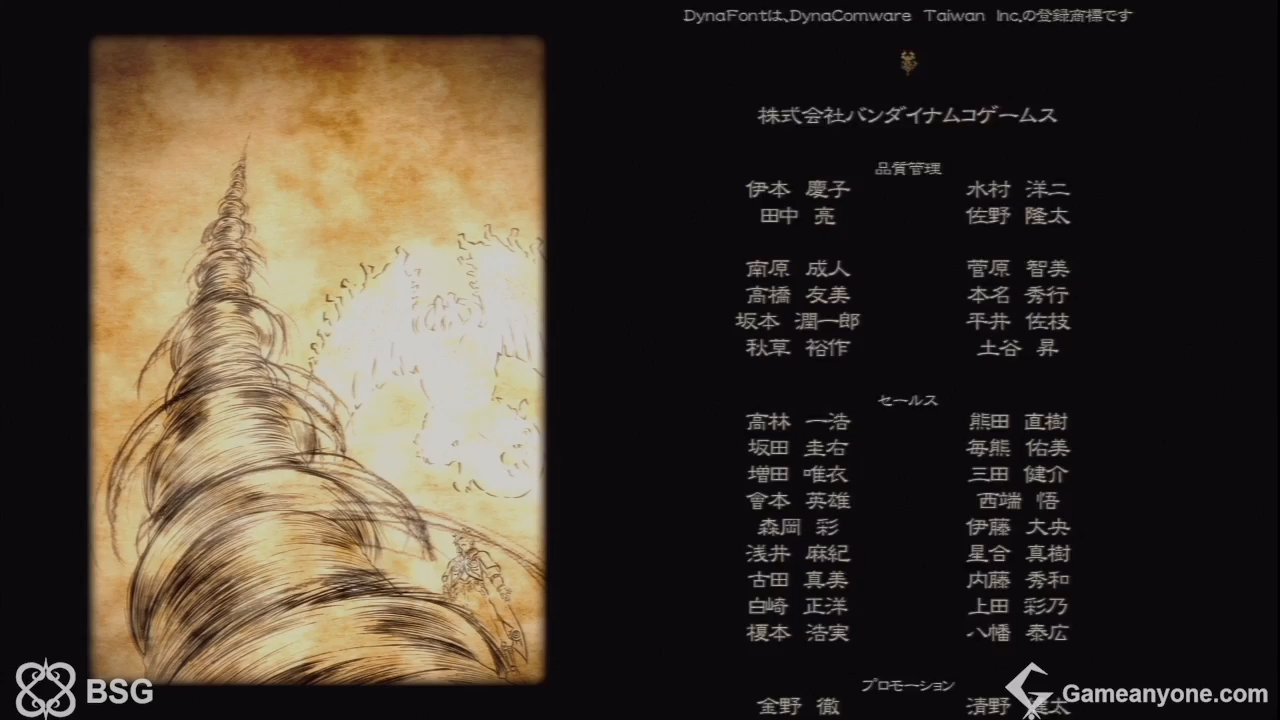 DynaFontは、DynaComware Taiwan Inc.の登録商標です
株式会社バンダイナムコゲームス
品質管理
伊本 慶子 水村 洋二
田中 亮 佐野 隆太
南原 成人 菅原 智美
高橋 友美 本名 秀行
坂本 潤一郎 平井 佐枝
秋草 裕作 土谷 昇
セールス
高林 一浩 熊田 直樹
坂田 圭右 毎熊 佑美
増田 唯衣 三田 健介
會本 英雄 西端 悟
森岡 彩 伊藤 大央
浅井 麻紀 星合 真樹
古田 真美 内藤 秀和
白崎 正洋 上田 彩乃
榎本 浩実 八幡 泰広
プロモーション
金野 徹 清野 太
BSG
Gameanyone.com